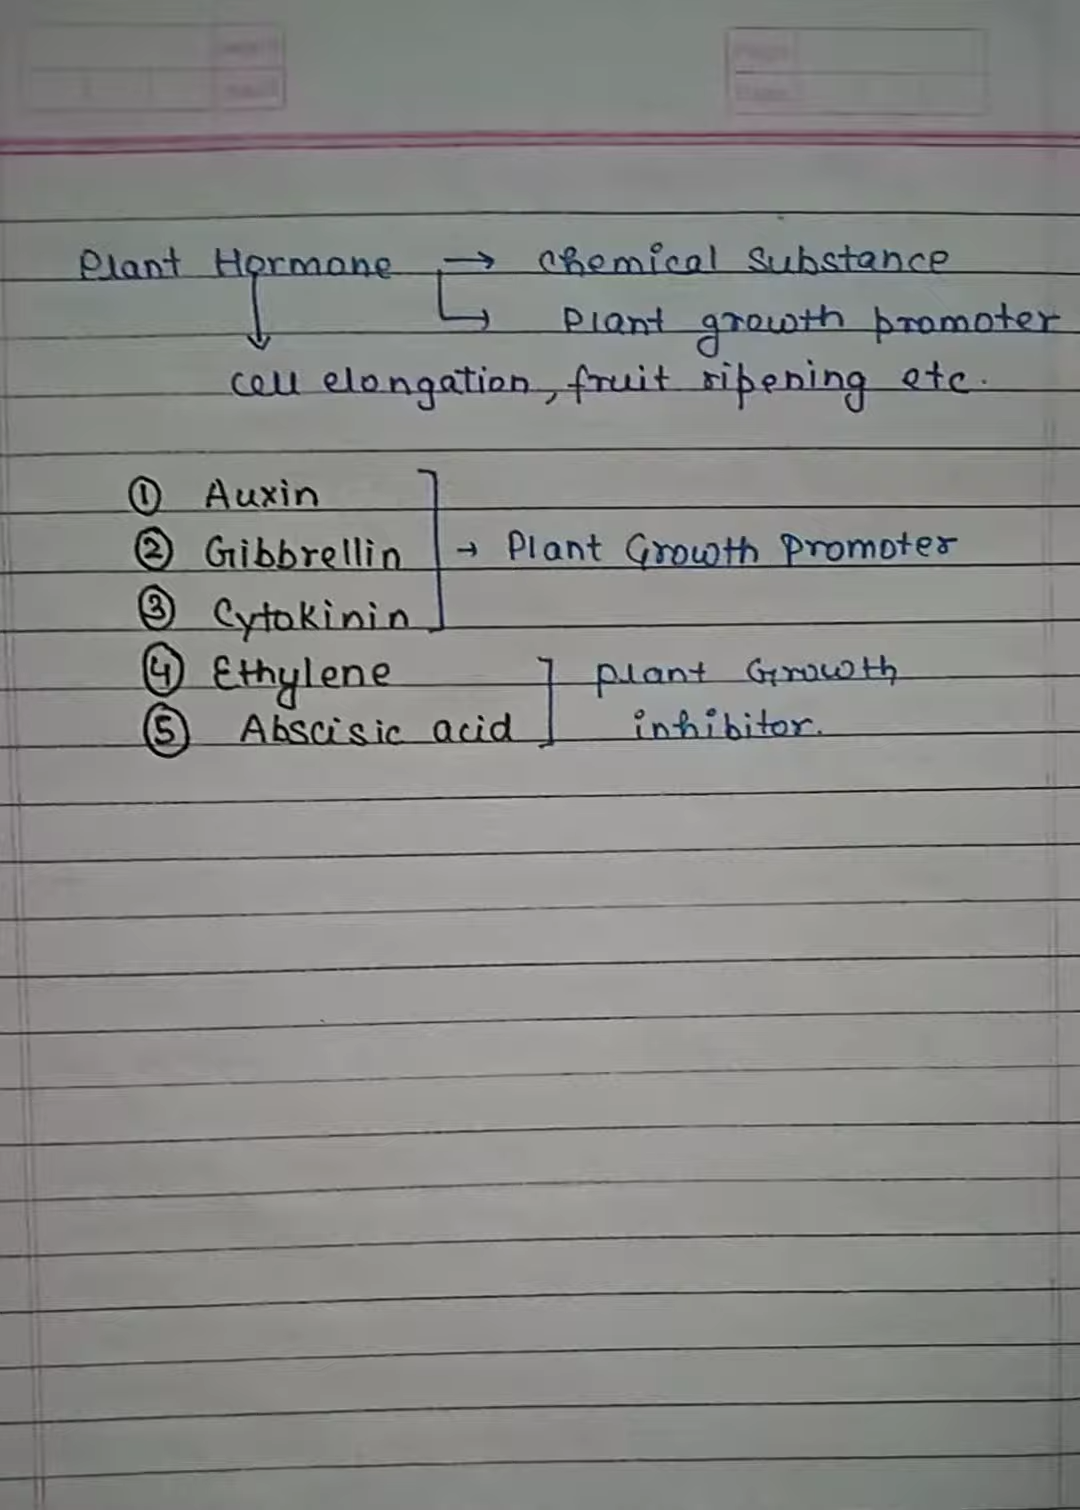 Plant Hormone → Chemical Substance
↳ Plant growth promoter
↓
cell elongation, fruit ripening etc.
① Auxin
② Gibbrellin → Plant Growth Promoter
③ Cytokinin
④ Ethylene ] Plant Growth
⑤ Abscisic acid inhibitor.